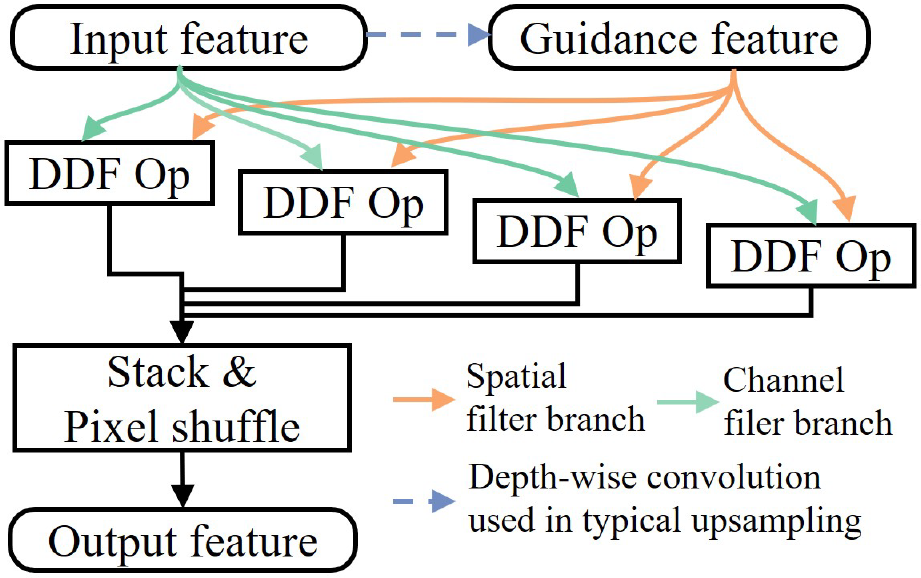 Input feature
Guidance feature
DDF Op
DDF Op
DDF Op
DDF Op
Stack &
Pixel shuffle
Output feature
Spatial
filter branch
Channel
filer branch
Depth-wise convolution
used in typical upsampling